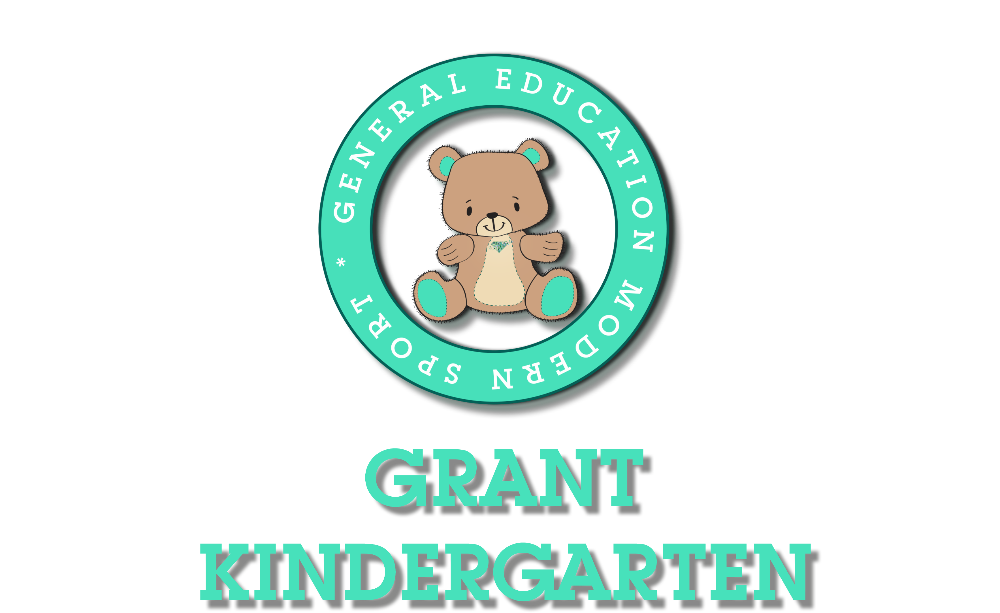 * GENERAL EDUCATION MODERN SPORT
GRANT
KINDERGARTEN